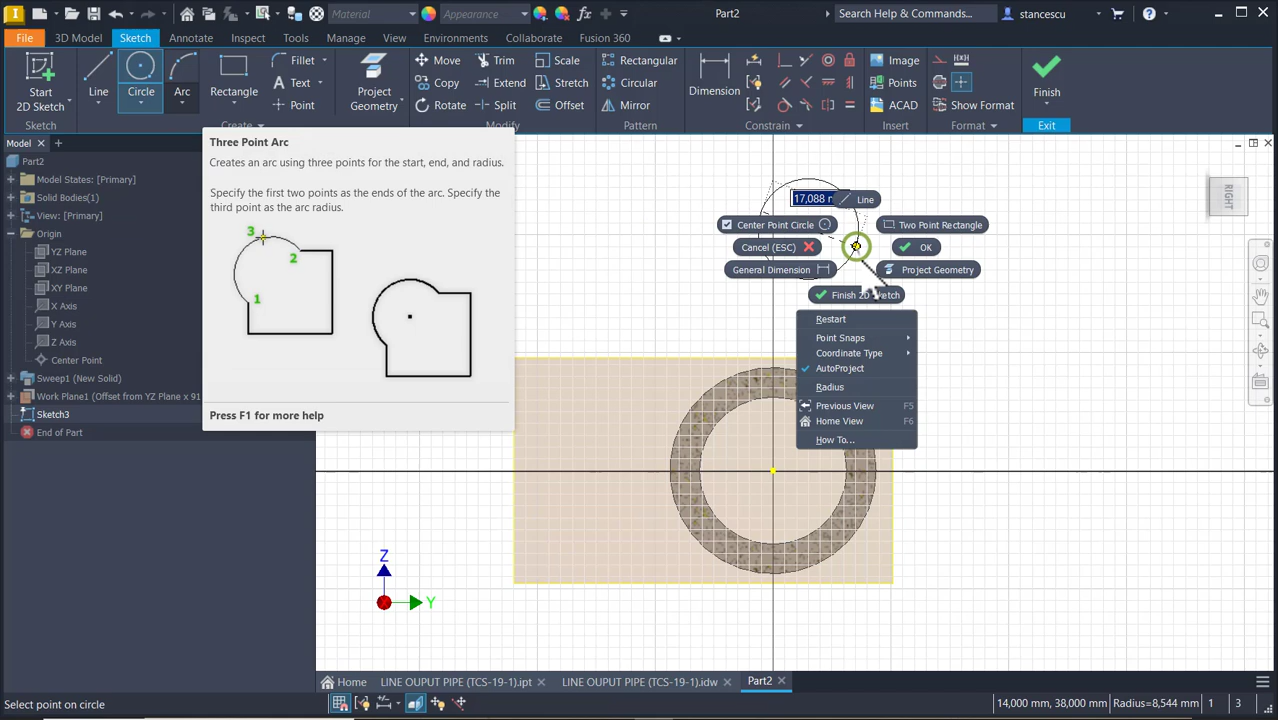 Material
Appearance
Part2
Search Help & Commands...
stancescu
File
3D Model
Sketch
Annotate
Inspect
Tools
Manage
View
Environments
Collaborate
Fusion 360
Start
2D Sketch
Line
Circle
Arc
Rectangle
Fillet
Text
Point
Project
Geometry
Move
Copy
Rotate
Trim
Extend
Split
Scale
Stretch
Offset
Rectangular
Circular
Mirror
Dimension
Image
Points
ACAD
Show Format
Finish
Sketch
Create
Modify
Pattern
Constrain
Insert
Format
Exit
Model
Part2
Model States: [Primary]
Solid Bodies(1)
View: [Primary]
Origin
YZ Plane
XZ Plane
XY Plane
X Axis
Y Axis
Z Axis
Center Point
Sweep1 (New Solid)
Work Plane1 (Offset from YZ Plane x 91
Sketch3
End of Part
Three Point Arc
Creates an arc using three points for the start, end, and radius.
Specify the first two points as the ends of the arc. Specify the
third point as the arc radius.
3
2
1
Press F1 for more help
17,088
Line
Center Point Circle
Two Point Rectangle
Cancel (ESC)
OK
General Dimension
Project Geometry
Finish 2D Sketch
Restart
Point Snaps
Coordinate Type
AutoProject
Radius
Previous View F5
Home View F6
How To...
RIGHT
Z
Y
Home
LINE OUPUT PIPE (TCS-19-1).ipt
LINE OUPUT PIPE (TCS-19-1).idw
Part2
Select point on circle
14,000 mm, 38,000 mm
Radius=8,544 mm
1
3